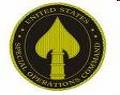 UNITED STATES
SPECIAL OPERATIONS COMMAND